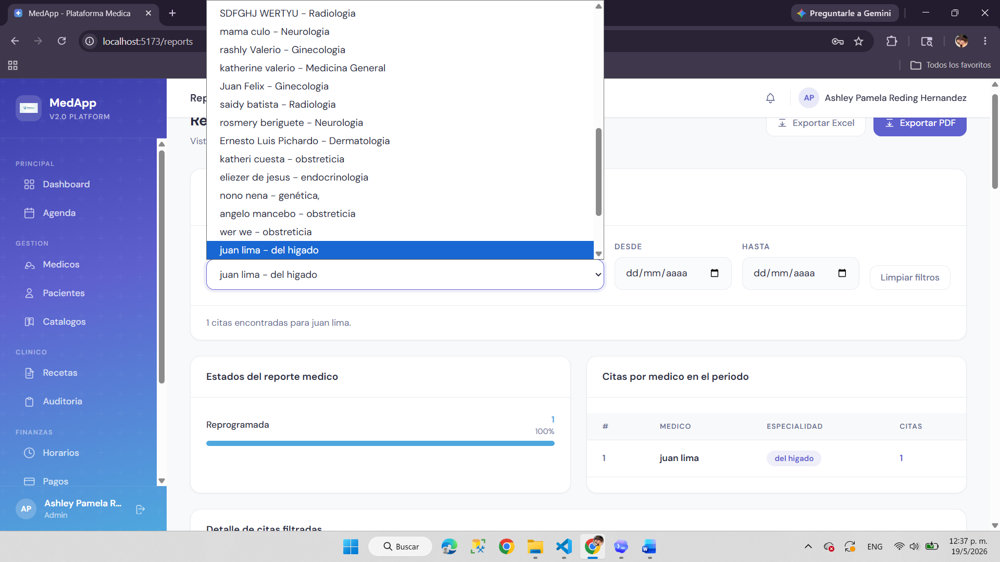 MedApp - Plataforma Medica
Preguntarle a Gemini
localhost:5173/reports
Todos los favoritos
MedApp
V2.0 PLATFORM
PRINCIPAL
Dashboard
Agenda
GESTION
Medicos
Pacientes
Catalogos
CLINICO
Recetas
Auditoria
FINANZAS
Horarios
Pagos
AP
Ashley Pamela R...
Admin
Rep
AP
Ashley Pamela Reding Hernandez
Re
Vist
Exportar Excel
Exportar PDF
SDFGHJ WERTYU - Radiologia
mama culo - Neurologia
rashly Valerio - Ginecologia
katherine valerio - Medicina General
Juan Felix - Ginecologia
saidy batista - Radiologia
rosmery beriguete - Neurologia
Ernesto Luis Pichardo - Dermatologia
katheri cuesta - obstreticia
eliezer de jesus - endocrinologia
nono nena - genética,
angelo mancebo - obstreticia
wer we - obstreticia
juan lima - del higado
juan lima - del higado
DESDE
dd/mm/aaaa
HASTA
dd/mm/aaaa
Limpiar filtros
1 citas encontradas para juan lima.
Estados del reporte medico
Reprogramada
1
100%
Citas por medico en el periodo
# MEDICO ESPECIALIDAD CITAS
1 juan lima del higado 1
Detalle de citas filtradas
Buscar
ENG
12:37 p. m.
19/5/2026